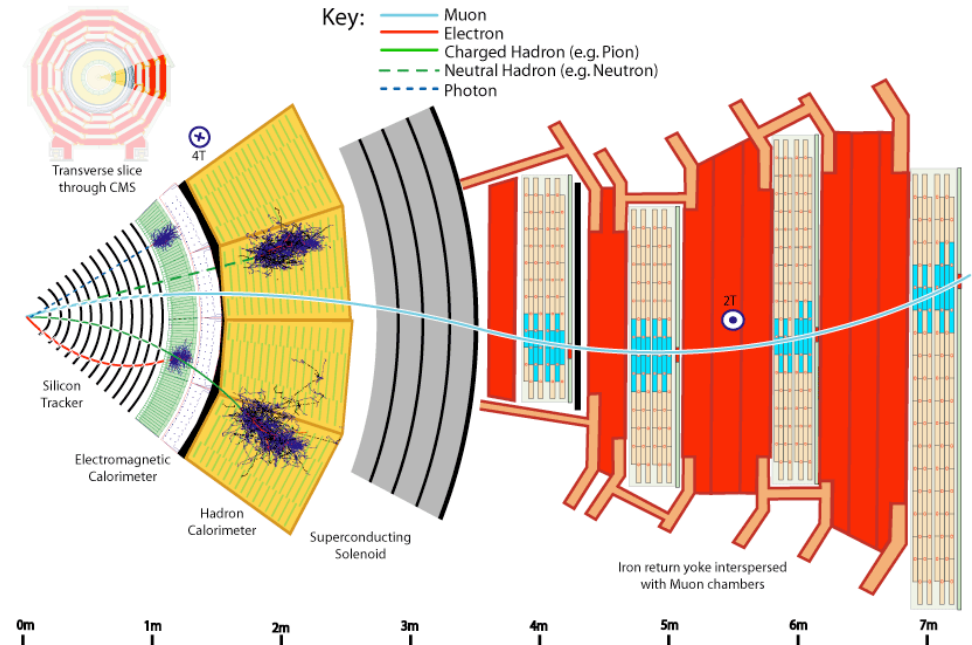 Key:
Muon
Electron
Charged Hadron (e.g. Pion)
Neutral Hadron (e.g. Neutron)
Photon
Transverse slice
through CMS
4T
2T
Silicon
Tracker
Electromagnetic
Calorimeter
Hadron
Calorimeter
Superconducting
Solenoid
Iron return yoke interspersed
with Muon chambers
0m
1m
2m
3m
4m
5m
6m
7m